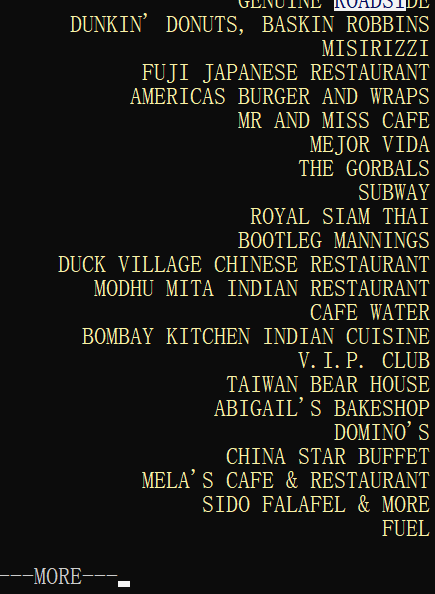 GENUINE ROADSIDE
DUNKIN' DONUTS, BASKIN ROBBINS
MISIRIZZI
FUJI JAPANESE RESTAURANT
AMERICAS BURGER AND WRAPS
MR AND MISS CAFE
MEJOR VIDA
THE GORBALS
SUBWAY
ROYAL SIAM THAI
BOOTLEG MANNINGS
DUCK VILLAGE CHINESE RESTAURANT
MODHU MITA INDIAN RESTAURANT
CAFE WATER
BOMBAY KITCHEN INDIAN CUISINE
V.I.P. CLUB
TAIWAN BEAR HOUSE
ABIGAIL'S BAKESHOP
DOMINO'S
CHINA STAR BUFFET
MELA'S CAFE & RESTAURANT
SIDO FALAFEL & MORE
FUEL
---MORE---